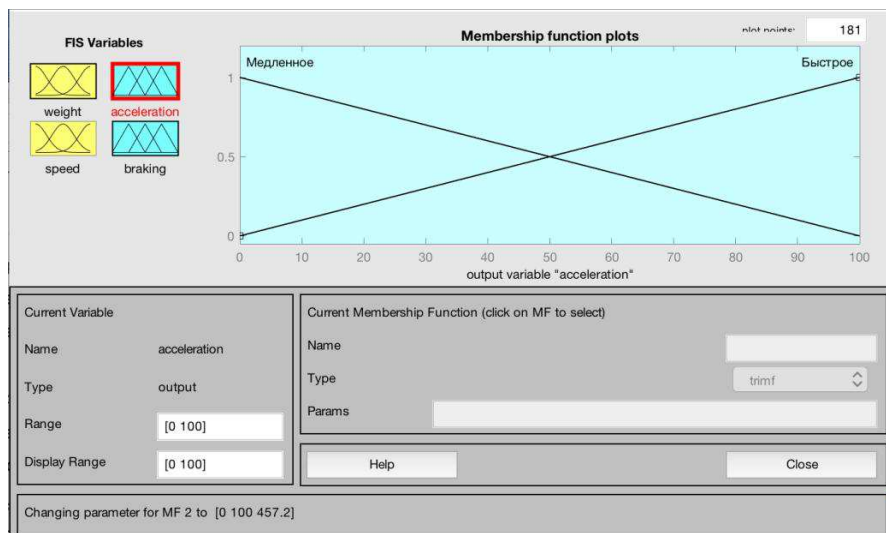 FIS Variables
Membership function plots
plot points:
181
weight
acceleration
speed
braking
Медленное
Быстрое
1
0.5
0
0
10
20
30
40
50
60
70
80
90
100
output variable "acceleration"
Current Variable
Name
acceleration
Type
output
Range
[0 100]
Display Range
[0 100]
Current Membership Function (click on MF to select)
Name
Type
trimf
Params
Help
Close
Changing parameter for MF 2 to [0 100 457.2]